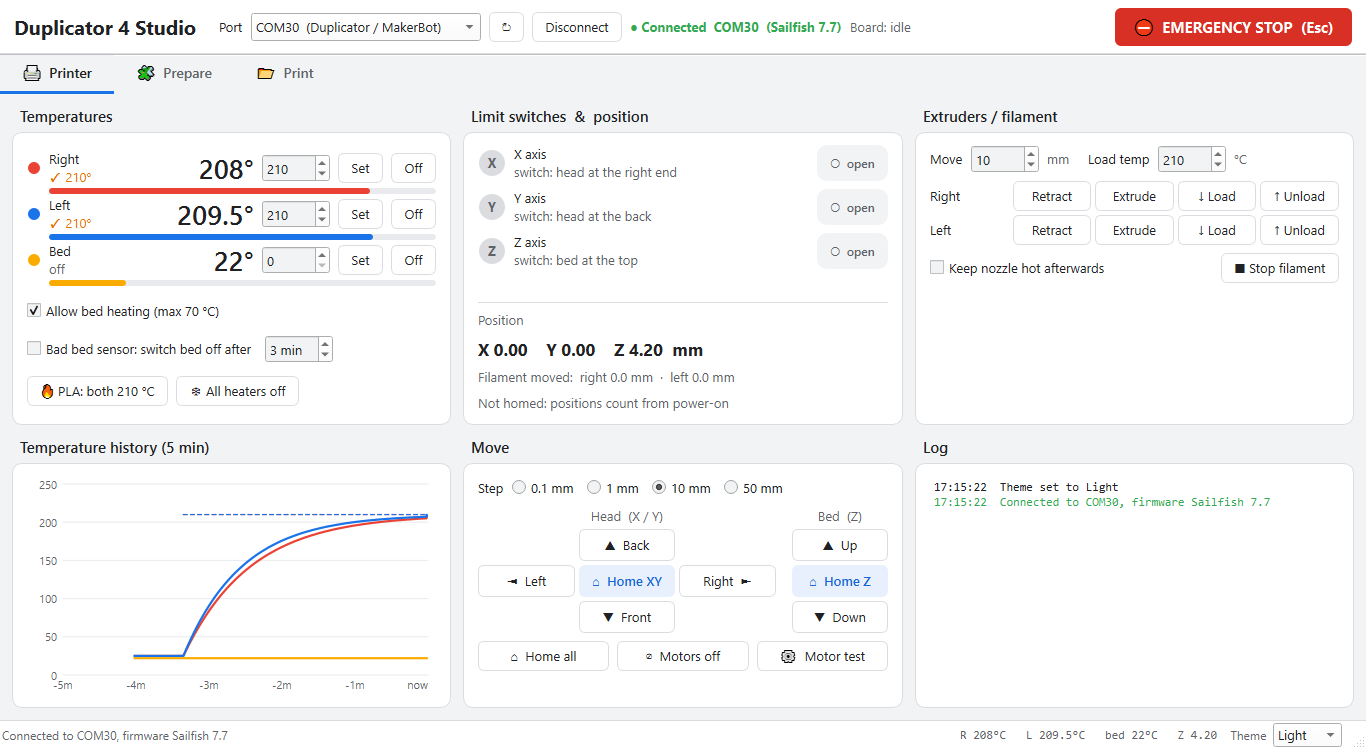 Duplicator 4 Studio Port COM30 (Duplicator / MakerBot) ↻ Disconnect ● Connected COM30 (Sailfish 7.7) Board: idle ⛔ EMERGENCY STOP (Esc)
Printer Prepare Print
Temperatures
Right
✓ 210°
208° 210 Set Off
Left
✓ 210°
209.5° 210 Set Off
Bed
off
22° 0 Set Off
✓ Allow bed heating (max 70 °C)
Bad bed sensor: switch bed off after 3 min
PLA: both 210 °C All heaters off
Limit switches & position
X
X axis
switch: head at the right end
○ open
Y
Y axis
switch: head at the back
○ open
Z
Z axis
switch: bed at the top
○ open
Position
X 0.00 Y 0.00 Z 4.20 mm
Filament moved: right 0.0 mm · left 0.0 mm
Not homed: positions count from power-on
Extruders / filament
Move 10 mm Load temp 210 °C
Right Retract Extrude ↓ Load ↑ Unload
Left Retract Extrude ↓ Load ↑ Unload
Keep nozzle hot afterwards ■ Stop filament
Temperature history (5 min)
250
200
150
100
50
0
-5m -4m -3m -2m -1m now
Move
Step 0.1 mm 1 mm 10 mm 50 mm
Head (X / Y) Bed (Z)
▲ Back ▲ Up
◄ Left ⌂ Home XY Right ► ⌂ Home Z
▼ Front ▼ Down
⌂ Home all Motors off Motor test
Log
17:15:22 Theme set to Light
17:15:22 Connected to COM30, firmware Sailfish 7.7
Connected to COM30, firmware Sailfish 7.7 R 208°C L 209.5°C bed 22°C Z 4.20 Theme Light